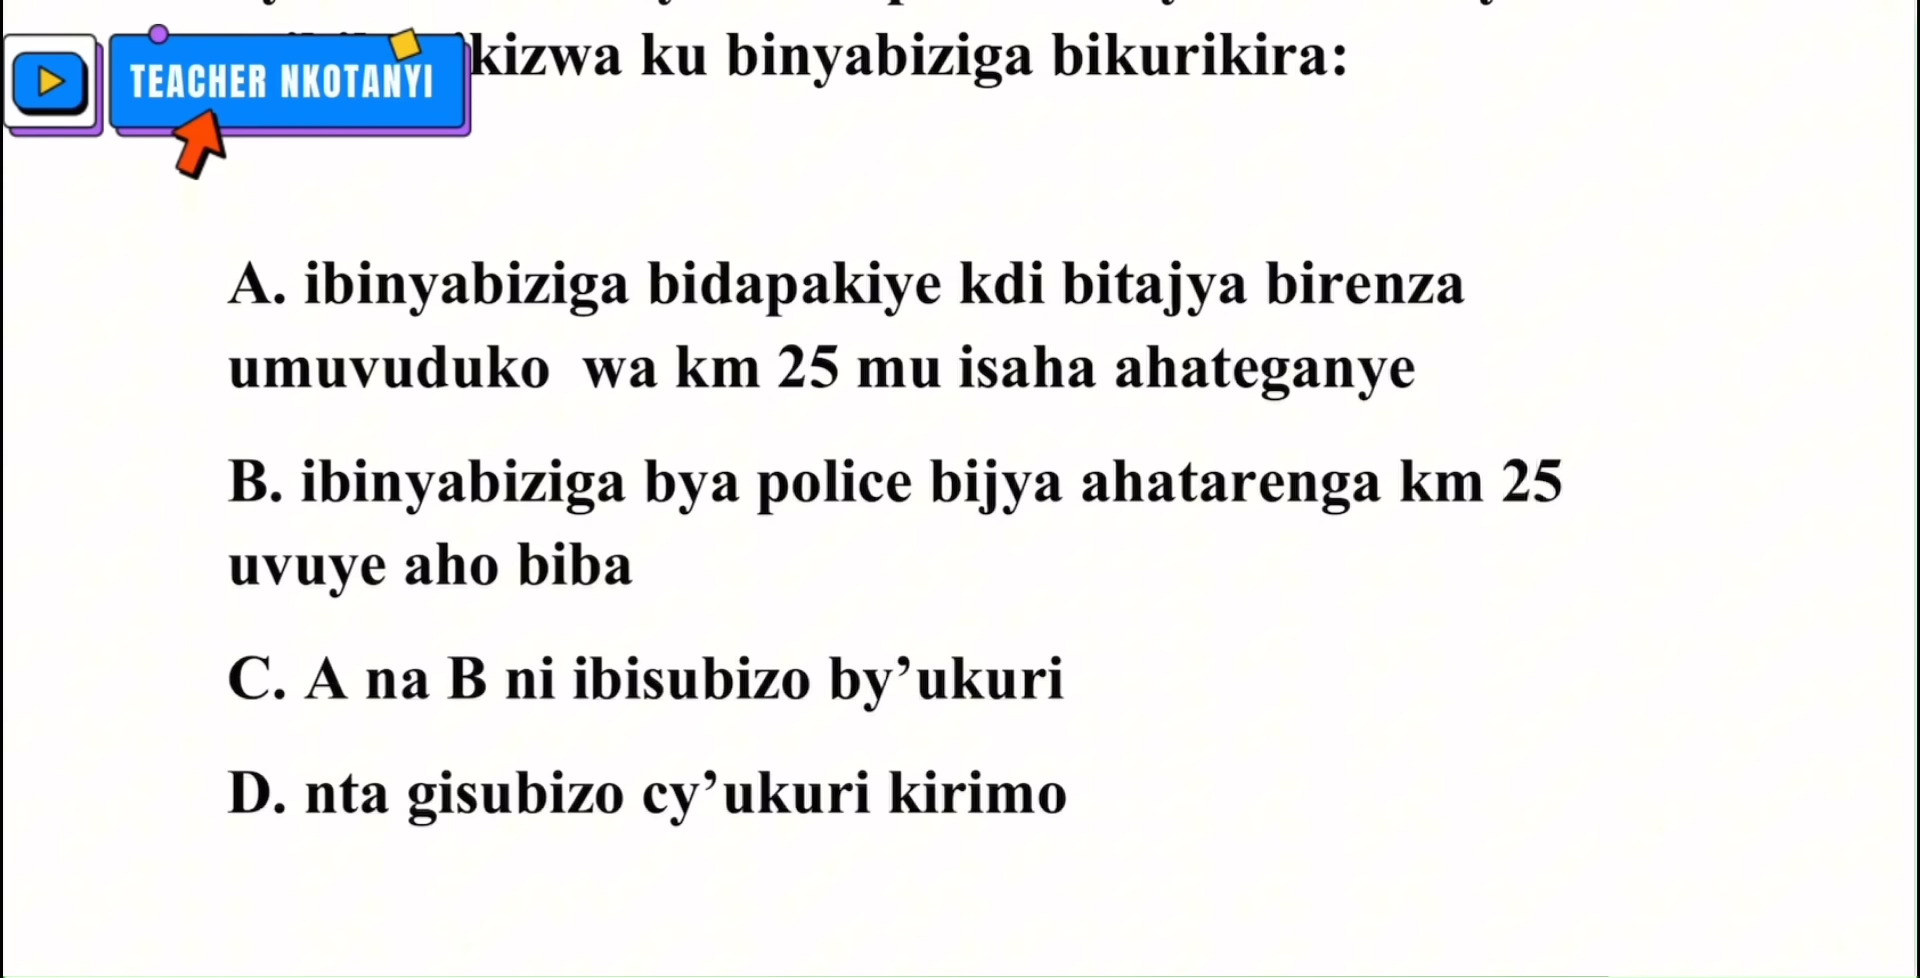 TEACHER NKOTANYI
kizwa ku binyabiziga bikurikira:
A. ibinyabiziga bidapakiye kdi bitajya birenza
umuvuduko wa km 25 mu isaha ahateganye
B. ibinyabiziga bya police bijya ahatarenga km 25
uvuye aho biba
C. A na B ni ibisubizo by’ukuri
D. nta gisubizo cy’ukuri kirimo